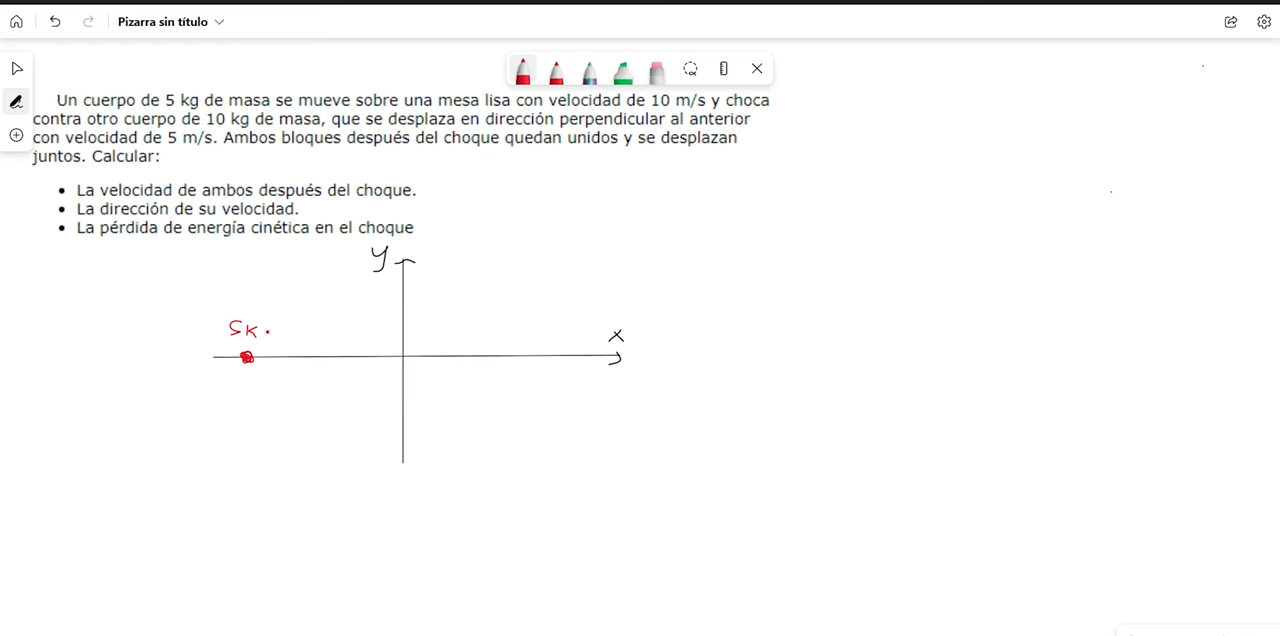 Pizarra sin título
Un cuerpo de 5 kg de masa se mueve sobre una mesa lisa con velocidad de 10 m/s y choca
contra otro cuerpo de 10 kg de masa, que se desplaza en dirección perpendicular al anterior
con velocidad de 5 m/s. Ambos bloques después del choque quedan unidos y se desplazan
juntos. Calcular:
• La velocidad de ambos después del choque.
• La dirección de su velocidad.
• La pérdida de energía cinética en el choque
y
5K
x